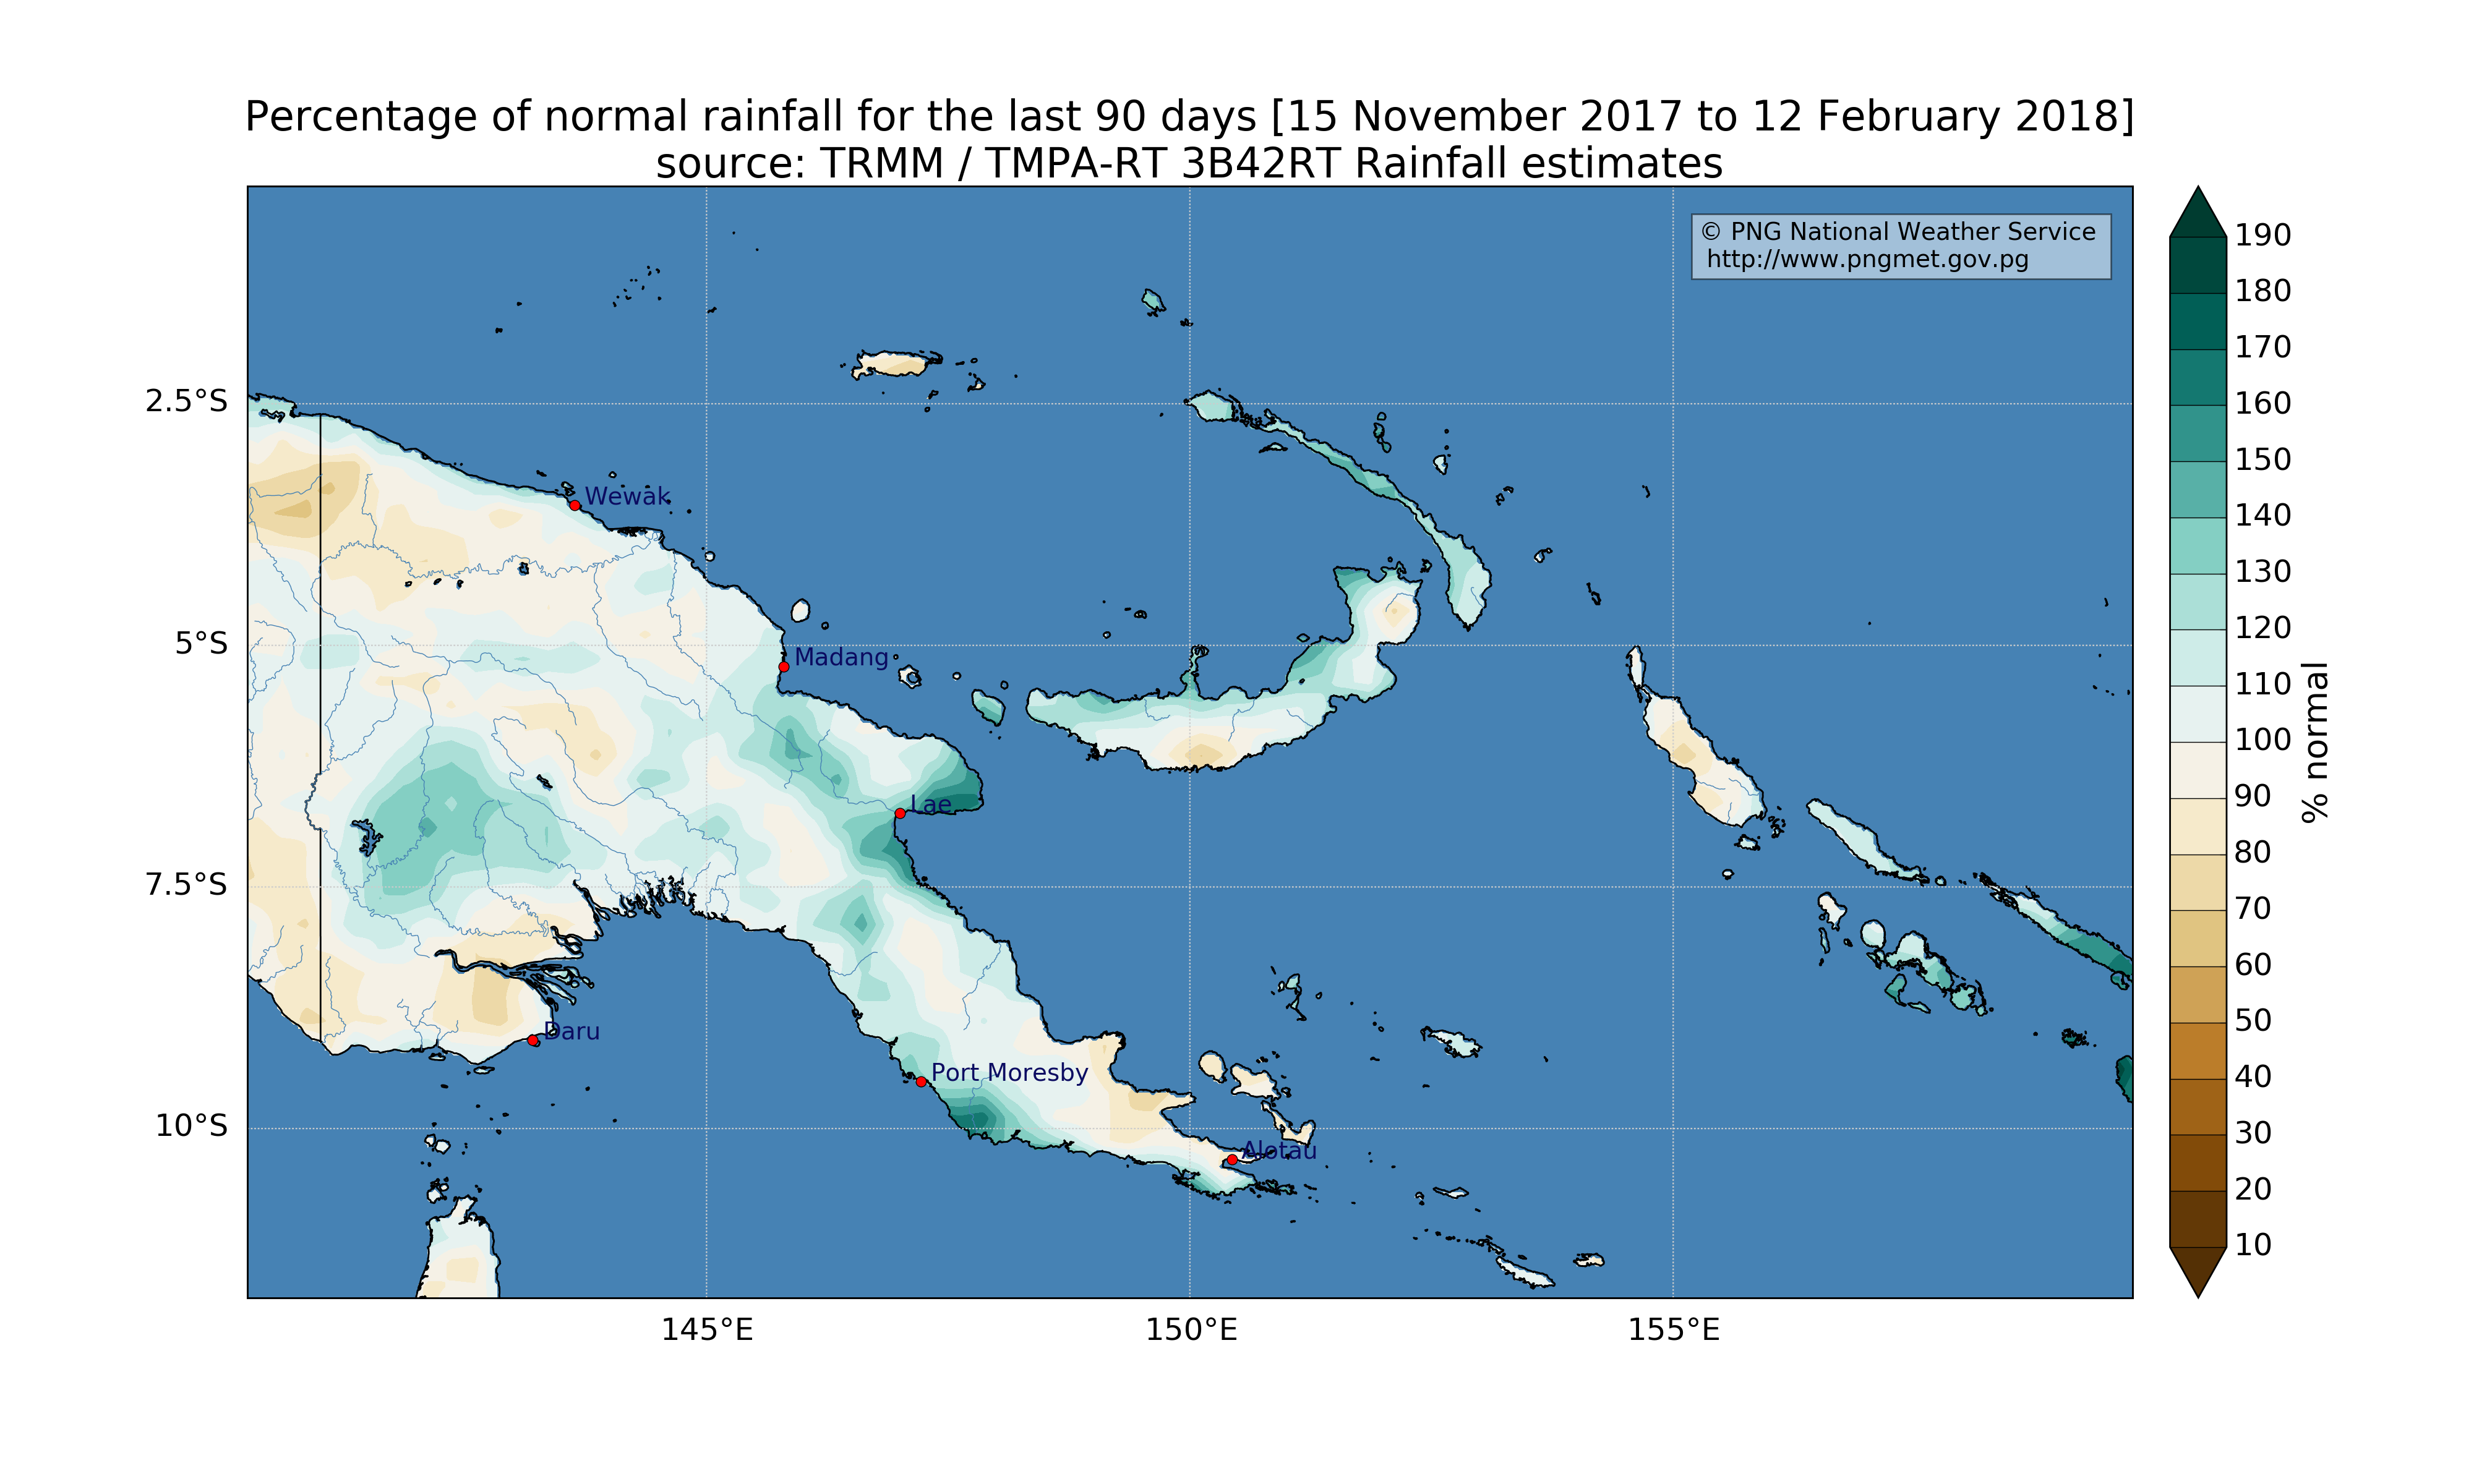 Percentage of normal rainfall for the last 90 days [15 November 2017 to 12 February 2018]
source: TRMM / TMPA-RT 3B42RT Rainfall estimates
© PNG National Weather Service
http://www.pngmet.gov.pg
190
180
170
160
150
140
130
120
110
100
90
80
70
60
50
40
30
20
10
% normal
2.5°S
5°S
7.5°S
10°S
Wewak
Madang
Lae
Daru
Port Moresby
Alotau
145°E
150°E
155°E